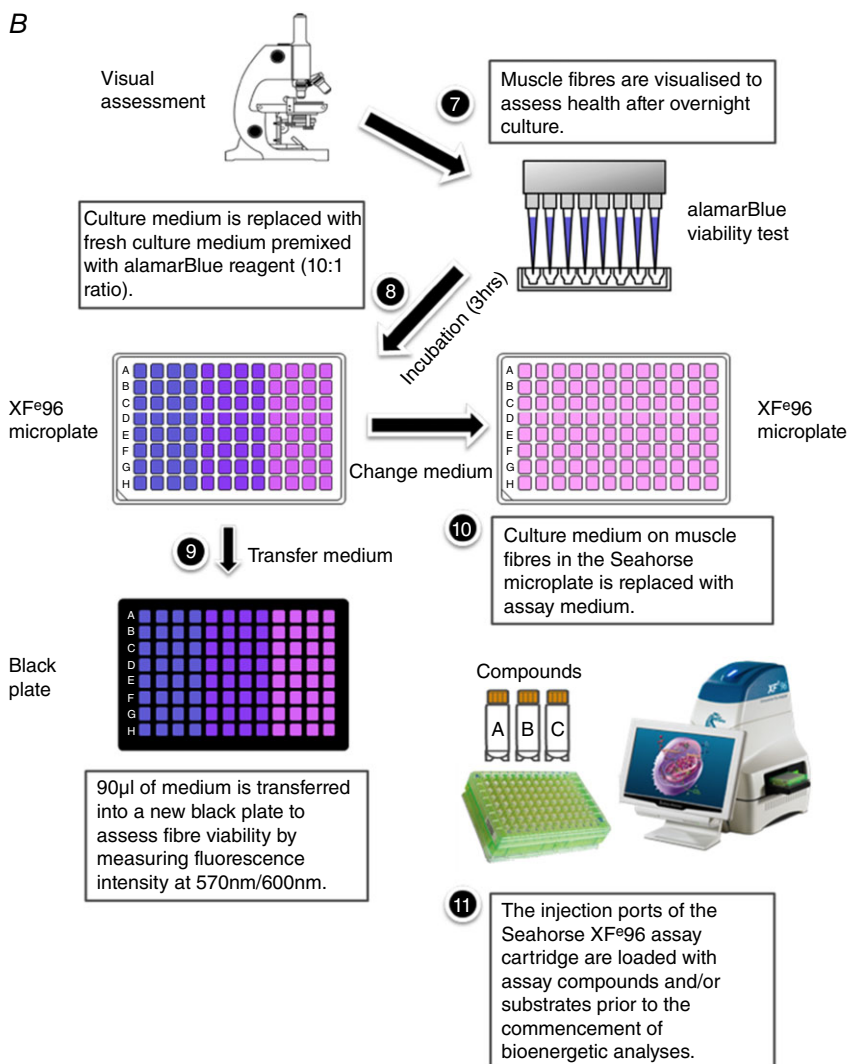 B
Visual
assessment
7
Muscle fibres are visualised to
assess health after overnight
culture.
Culture medium is replaced with
fresh culture medium premixed
with alamarBlue reagent (10:1
ratio).
alamarBlue
viability test
8
Incubation (3hrs)
XFe96
microplate
A
B
C
D
E
F
G
H
Change medium
A
B
C
D
E
F
G
H
XFe96
microplate
9
Transfer medium
10
Culture medium on muscle
fibres in the Seahorse
microplate is replaced with
assay medium.
Black
plate
A
B
C
D
E
F
G
H
90µl of medium is transferred
into a new black plate to
assess fibre viability by
measuring fluorescence
intensity at 570nm/600nm.
Compounds
A B C
XFe96
11
The injection ports of the
Seahorse XFe96 assay
cartridge are loaded with
assay compounds and/or
substrates prior to the
commencement of
bioenergetic analyses.